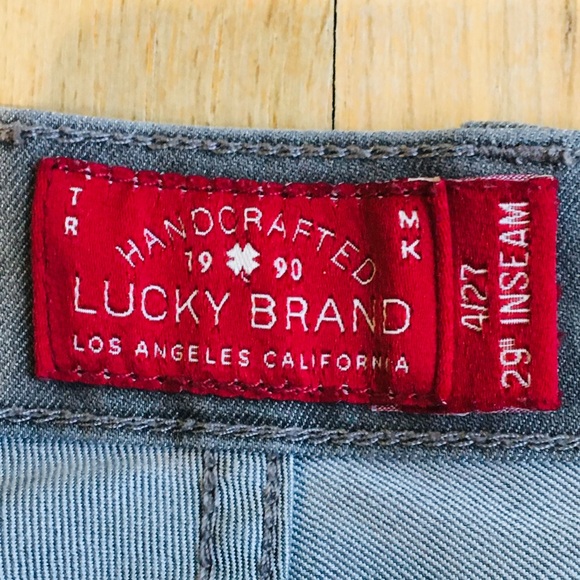 TR MK
HANDCRAFTED
19 90
LUCKY BRAND
LOS ANGELES CALIFORNIA
4/27
29" INSEAM